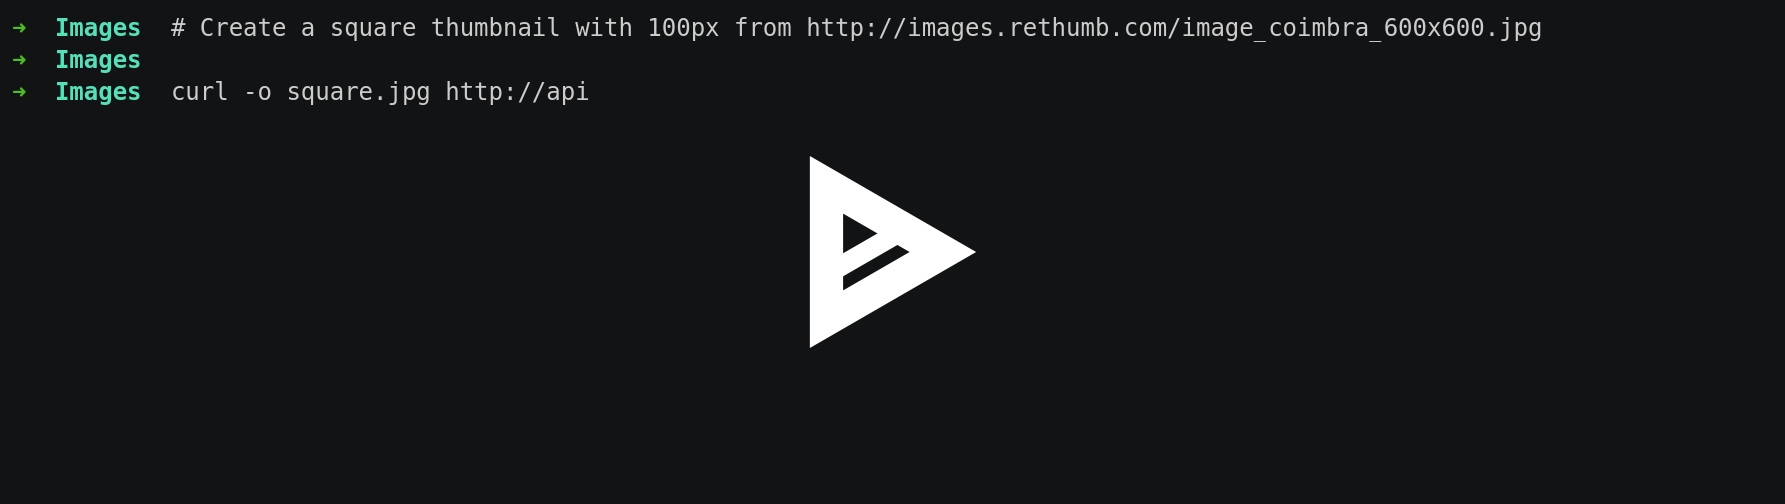 ➜ Images # Create a square thumbnail with 100px from http://images.rethumb.com/image_coimbra_600x600.jpg
➜ Images
➜ Images curl -o square.jpg http://api